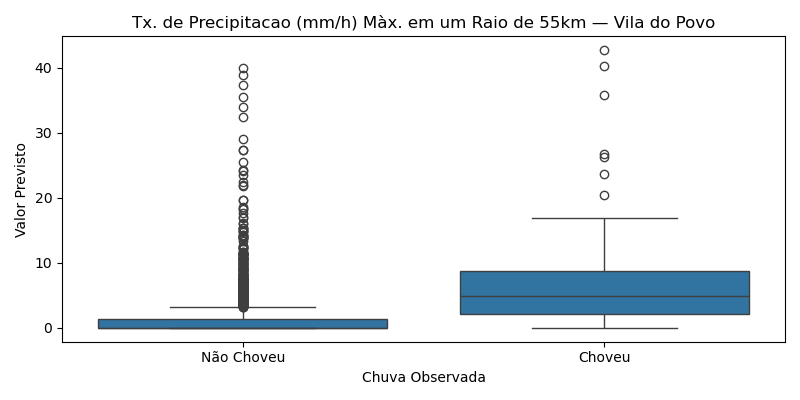 Tx. de Precipitacao (mm/h) Màx. em um Raio de 55km — Vila do Povo
40
30
20
10
0
Valor Previsto
Não Choveu
Choveu
Chuva Observada